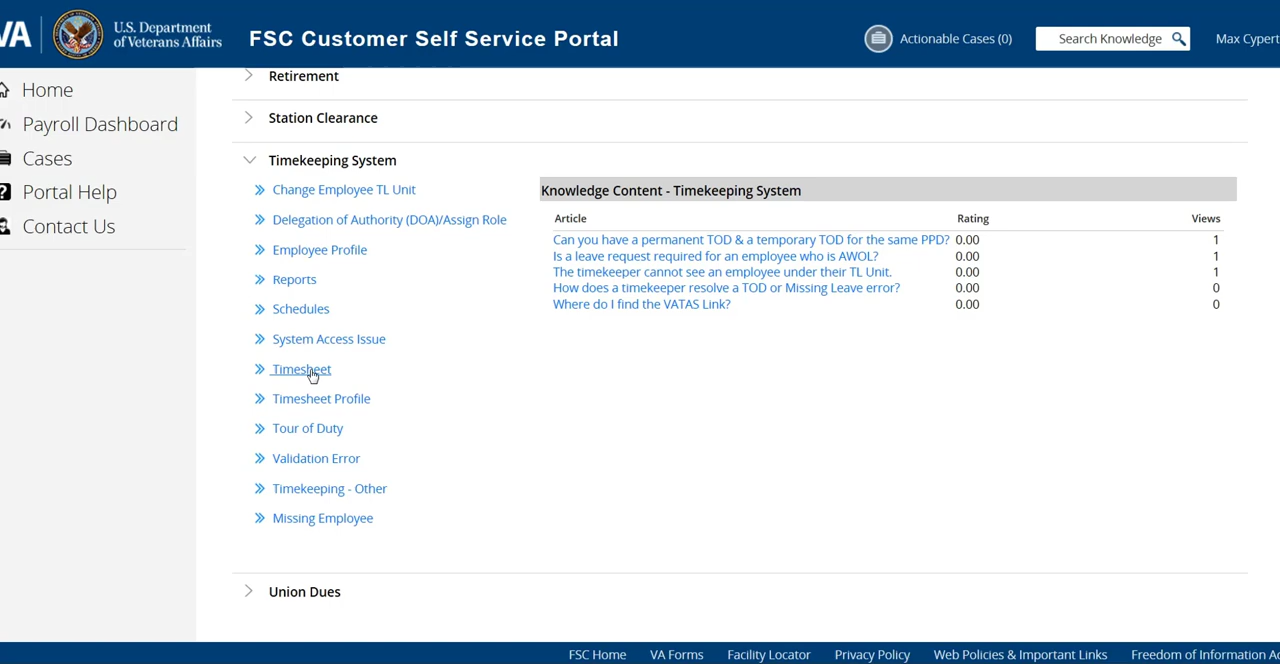 VA
U.S. Department
of Veterans Affairs
FSC Customer Self Service Portal
Actionable Cases (0)
Search Knowledge
Max Cypert
Home
Payroll Dashboard
Cases
Portal Help
Contact Us
Retirement
Station Clearance
Timekeeping System
Change Employee TL Unit
Delegation of Authority (DOA)/Assign Role
Employee Profile
Reports
Schedules
System Access Issue
Timesheet
Timesheet Profile
Tour of Duty
Validation Error
Timekeeping - Other
Missing Employee
Knowledge Content - Timekeeping System
Article Rating Views
Can you have a permanent TOD & a temporary TOD for the same PPD? 0.00 1
Is a leave request required for an employee who is AWOL? 0.00 1
The timekeeper cannot see an employee under their TL Unit. 0.00 1
How does a timekeeper resolve a TOD or Missing Leave error? 0.00 0
Where do I find the VATAS Link? 0.00 0
Union Dues
FSC Home VA Forms Facility Locator Privacy Policy Web Policies & Important Links Freedom of Information Ac